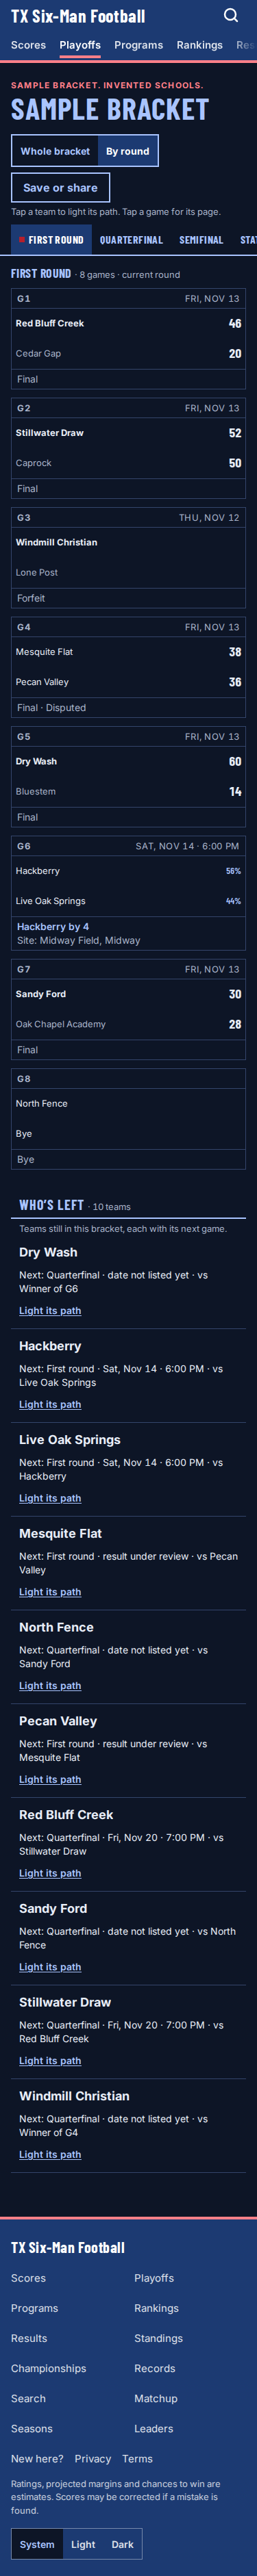 TX Six-Man Football
Scores Playoffs Programs Rankings Res
SAMPLE BRACKET. INVENTED SCHOOLS.
SAMPLE BRACKET
Whole bracket By round
Save or share
Tap a team to light its path. Tap a game for its page.
FIRST ROUND QUARTERFINAL SEMIFINAL STAT
FIRST ROUND · 8 games · current round
G1 FRI, NOV 13
Red Bluff Creek 46
Cedar Gap 20
Final
G2 FRI, NOV 13
Stillwater Draw 52
Caprock 50
Final
G3 THU, NOV 12
Windmill Christian
Lone Post
Forfeit
G4 FRI, NOV 13
Mesquite Flat 38
Pecan Valley 36
Final · Disputed
G5 FRI, NOV 13
Dry Wash 60
Bluestem 14
Final
G6 SAT, NOV 14 · 6:00 PM
Hackberry 56%
Live Oak Springs 44%
Hackberry by 4
Site: Midway Field, Midway
G7 FRI, NOV 13
Sandy Ford 30
Oak Chapel Academy 28
Final
G8
North Fence
Bye
Bye
WHO'S LEFT · 10 teams
Teams still in this bracket, each with its next game.
Dry Wash
Next: Quarterfinal · date not listed yet · vs
Winner of G6
Light its path
Hackberry
Next: First round · Sat, Nov 14 · 6:00 PM · vs
Live Oak Springs
Light its path
Live Oak Springs
Next: First round · Sat, Nov 14 · 6:00 PM · vs
Hackberry
Light its path
Mesquite Flat
Next: First round · result under review · vs Pecan
Valley
Light its path
North Fence
Next: Quarterfinal · date not listed yet · vs
Sandy Ford
Light its path
Pecan Valley
Next: First round · result under review · vs
Mesquite Flat
Light its path
Red Bluff Creek
Next: Quarterfinal · Fri, Nov 20 · 7:00 PM · vs
Stillwater Draw
Light its path
Sandy Ford
Next: Quarterfinal · date not listed yet · vs North
Fence
Light its path
Stillwater Draw
Next: Quarterfinal · Fri, Nov 20 · 7:00 PM · vs
Red Bluff Creek
Light its path
Windmill Christian
Next: Quarterfinal · date not listed yet · vs
Winner of G4
Light its path
TX Six-Man Football
Scores Playoffs
Programs Rankings
Results Standings
Championships Records
Search Matchup
Seasons Leaders
New here? Privacy Terms
Ratings, projected margins and chances to win are
estimates. Scores may be corrected if a mistake is
found.
System Light Dark